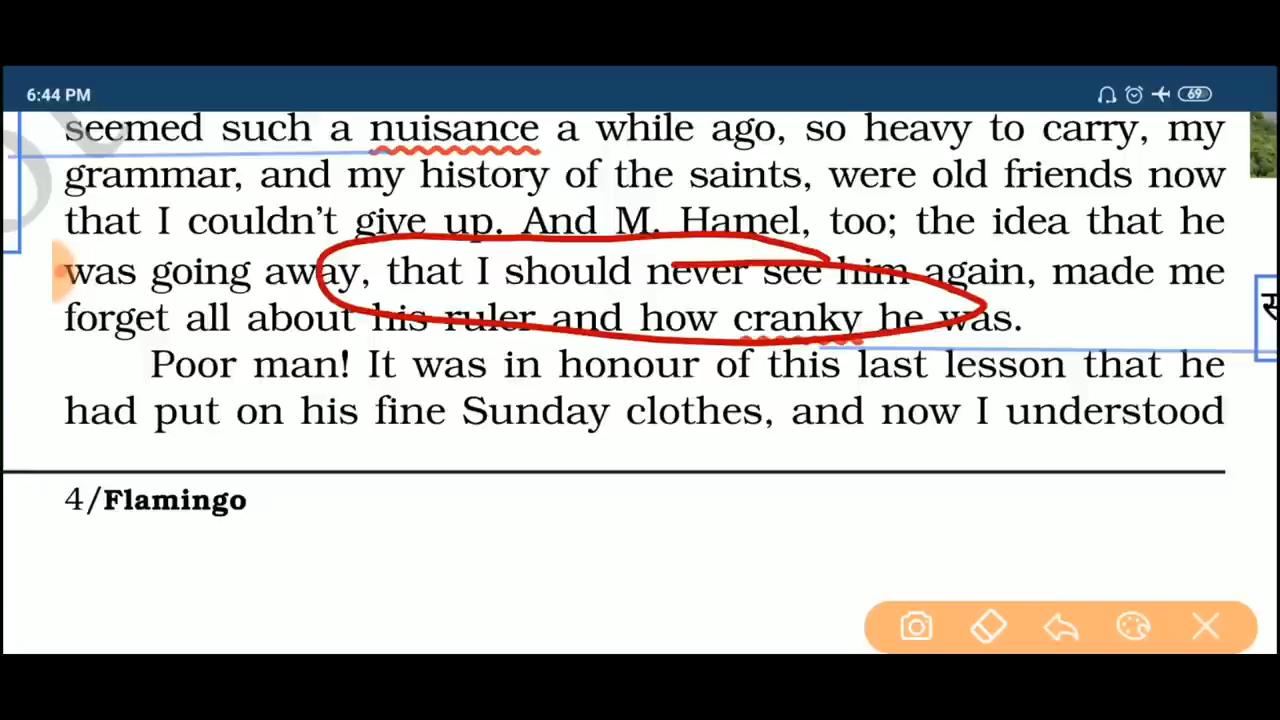 6:44 PM
69
seemed such a nuisance a while ago, so heavy to carry, my
grammar, and my history of the saints, were old friends now
that I couldn't give up. And M. Hamel, too; the idea that he
was going away, that I should never see him again, made me
forget all about his ruler and how cranky he was.
Poor man! It was in honour of this last lesson that he
had put on his fine Sunday clothes, and now I understood
4/Flamingo